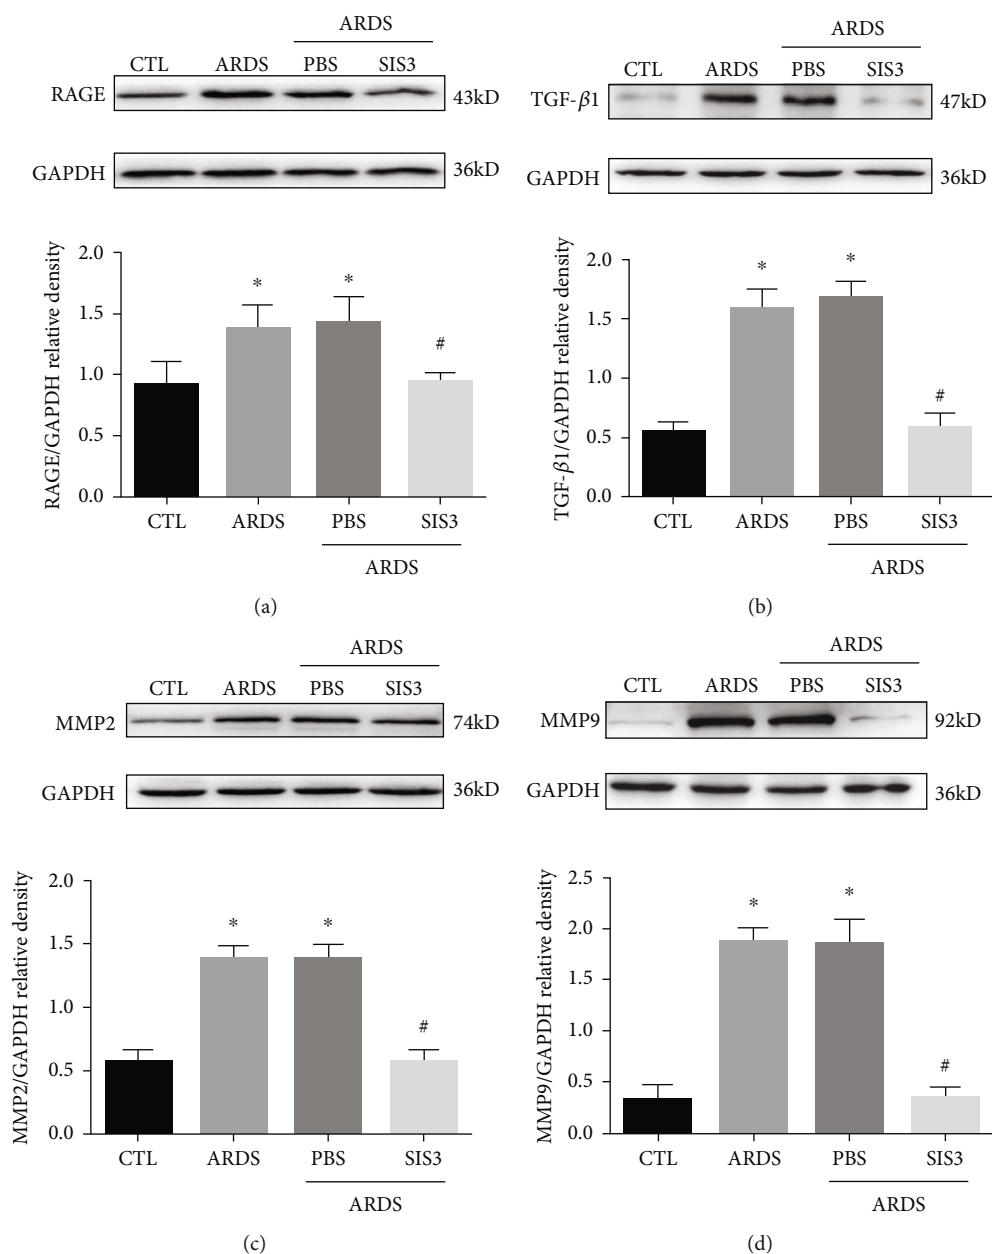 ARDS
CTL ARDS PBS SIS3
RAGE 43kD
GAPDH 36kD
RAGE/GAPDH relative density
2.0
1.5
1.0
0.5
0.0
* * #
CTL ARDS PBS SIS3
ARDS
(a)
ARDS
CTL ARDS PBS SIS3
TGF-β1 47kD
GAPDH 36kD
TGF-β1/GAPDH relative density
2.0
1.5
1.0
0.5
0.0
* * #
CTL ARDS PBS SIS3
ARDS
(b)
ARDS
CTL ARDS PBS SIS3
MMP2 74kD
GAPDH 36kD
MMP2/GAPDH relative density
2.0
1.5
1.0
0.5
0.0
* * #
CTL ARDS PBS SIS3
ARDS
(c)
ARDS
CTL ARDS PBS SIS3
MMP9 92kD
GAPDH 36kD
MMP9/GAPDH relative density
2.5
2.0
1.5
1.0
0.5
0.0
* * #
CTL ARDS PBS SIS3
ARDS
(d)